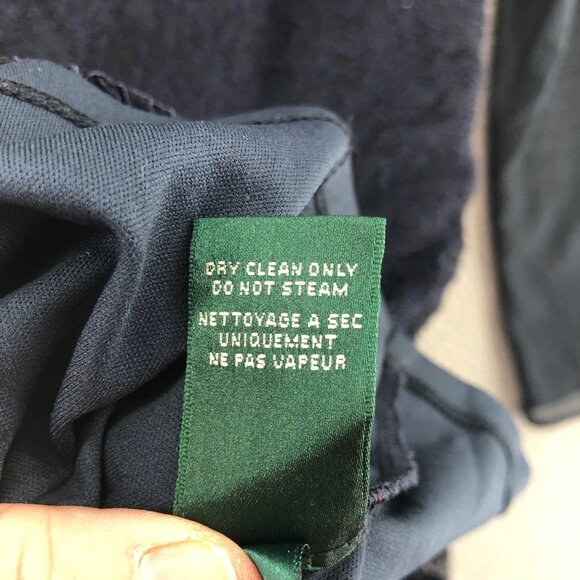 DRY CLEAN ONLY
DO NOT STEAM
NETTOYAGE A SEC
UNIQUEMENT
NE PAS VAPEUR